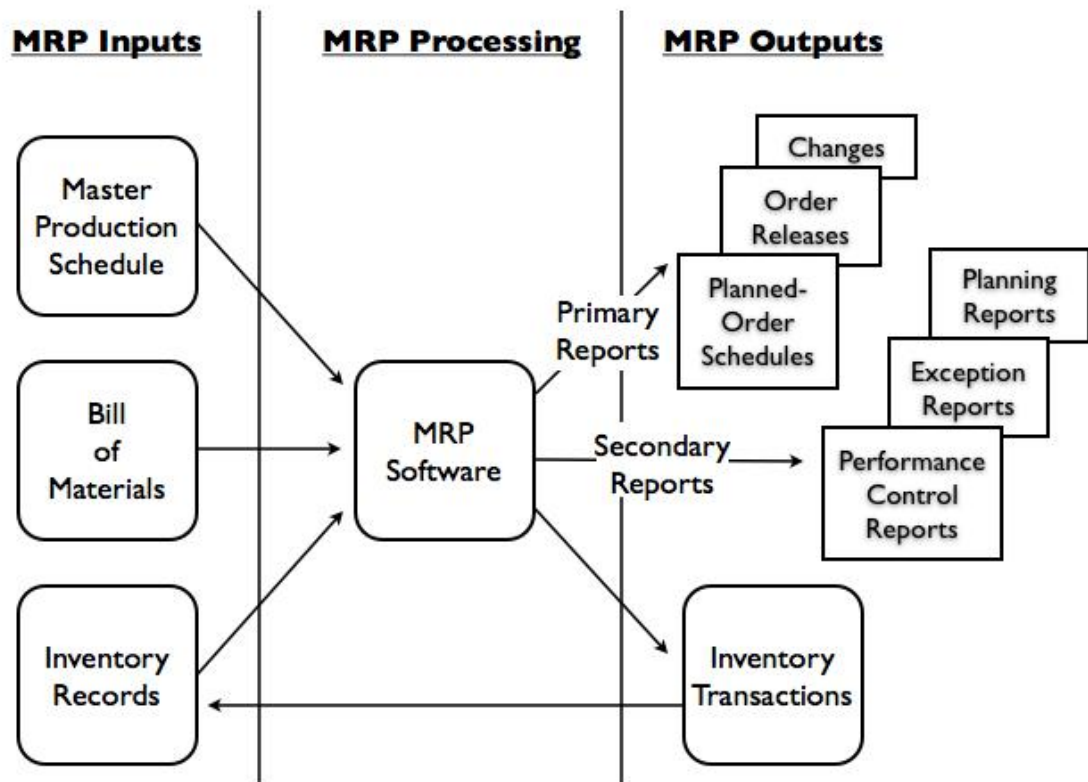 MRP Inputs
MRP Processing
MRP Outputs
Master
Production
Schedule
Bill
of
Materials
Inventory
Records
MRP
Software
Primary
Reports
Secondary
Reports
Changes
Order
Releases
Planned-
Order
Schedules
Planning
Reports
Exception
Reports
Performance
Control
Reports
Inventory
Transactions